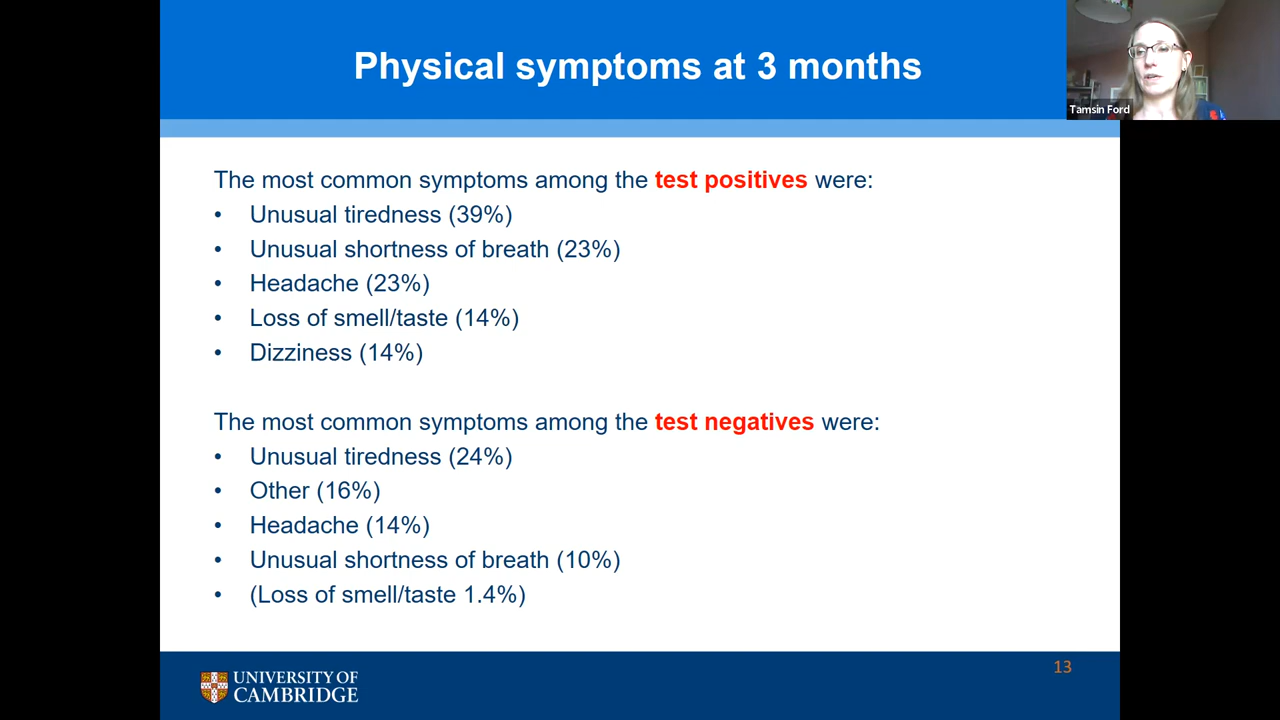 Physical symptoms at 3 months
Tamsin Ford
The most common symptoms among the test positives were:
• Unusual tiredness (39%)
• Unusual shortness of breath (23%)
• Headache (23%)
• Loss of smell/taste (14%)
• Dizziness (14%)
The most common symptoms among the test negatives were:
• Unusual tiredness (24%)
• Other (16%)
• Headache (14%)
• Unusual shortness of breath (10%)
• (Loss of smell/taste 1.4%)
13
UNIVERSITY OF
CAMBRIDGE